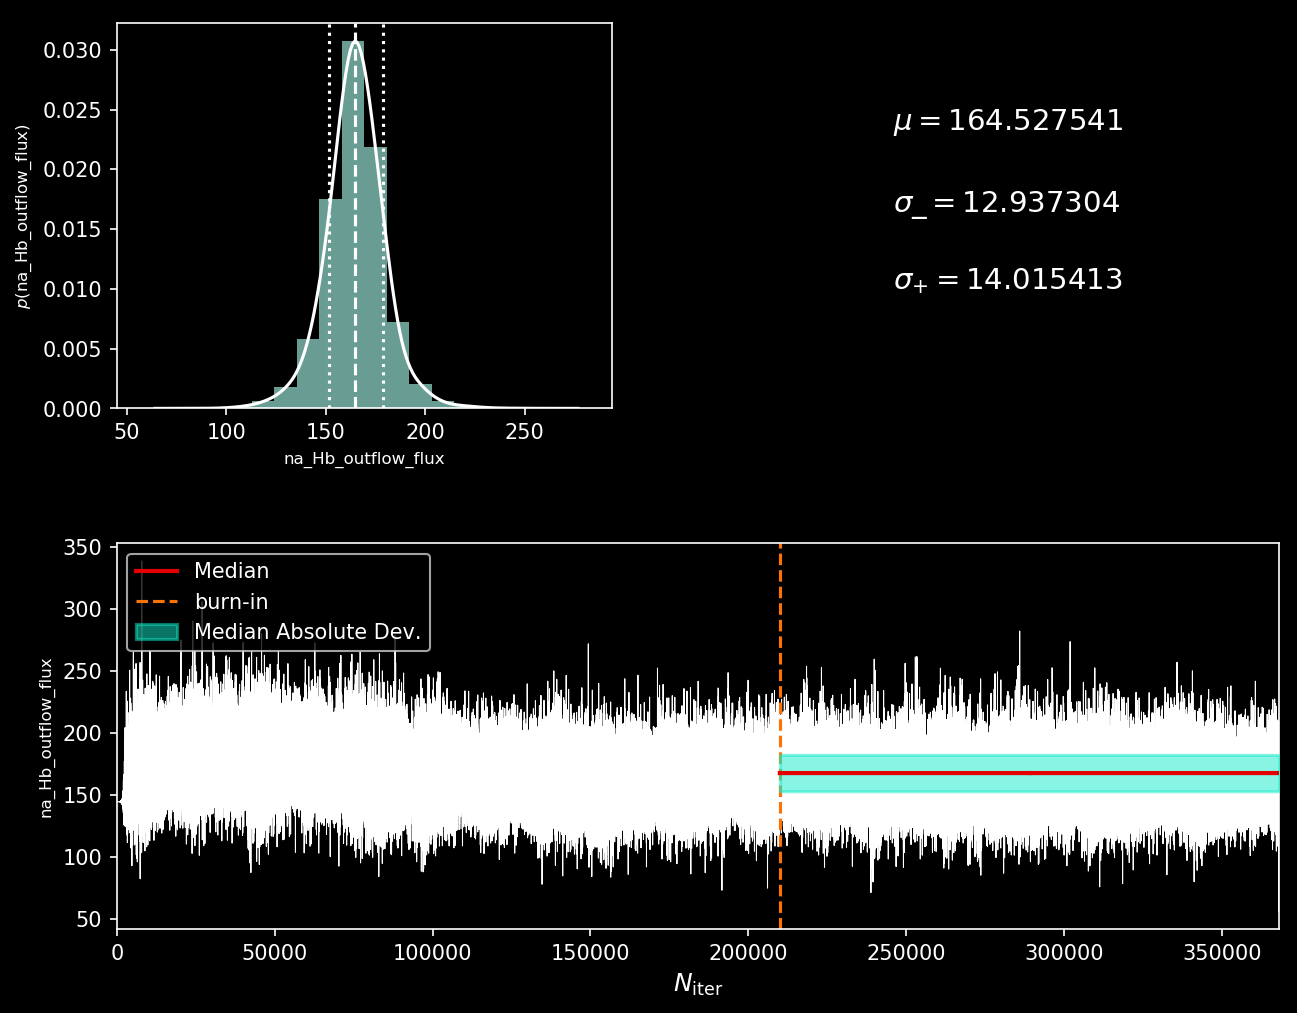 0.030
0.025
0.020
0.015
0.010
0.005
0.000
p(na_Hb_outflow_flux)
50 100 150 200 250
na_Hb_outflow_flux
μ = 164.527541
σ_ = 12.937304
σ+ = 14.015413
350
300
250
200
150
100
50
na_Hb_outflow_flux
Median
burn-in
Median Absolute Dev.
0 50000 100000 150000 200000 250000 300000 350000
Niter